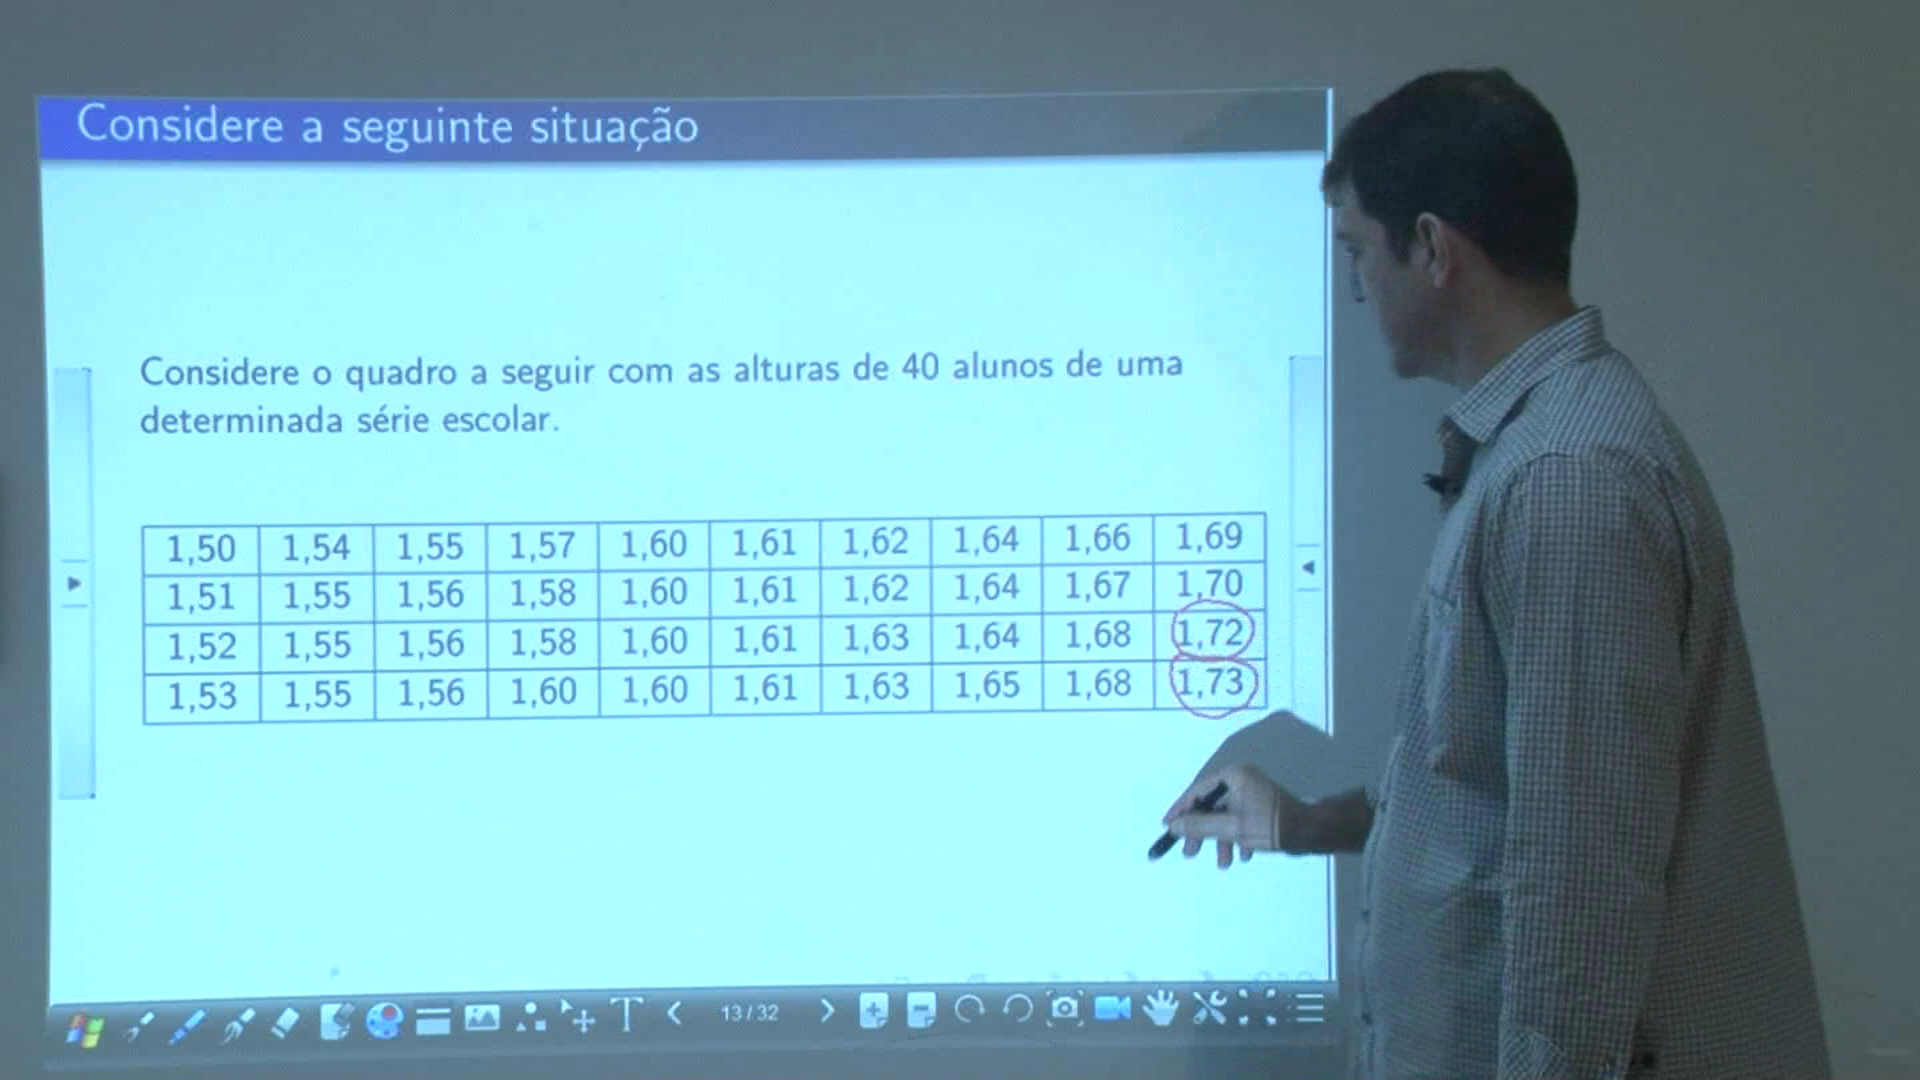 Considere a seguinte situação
Considere o quadro a seguir com as alturas de 40 alunos de uma
determinada série escolar.
1,50 1,54 1,55 1,57 1,60 1,61 1,62 1,64 1,66 1,69
1,51 1,55 1,56 1,58 1,60 1,61 1,62 1,64 1,67 1,70
1,52 1,55 1,56 1,58 1,60 1,61 1,63 1,64 1,68 1,72
1,53 1,55 1,56 1,60 1,60 1,61 1,63 1,65 1,68 1,73
T 13/32